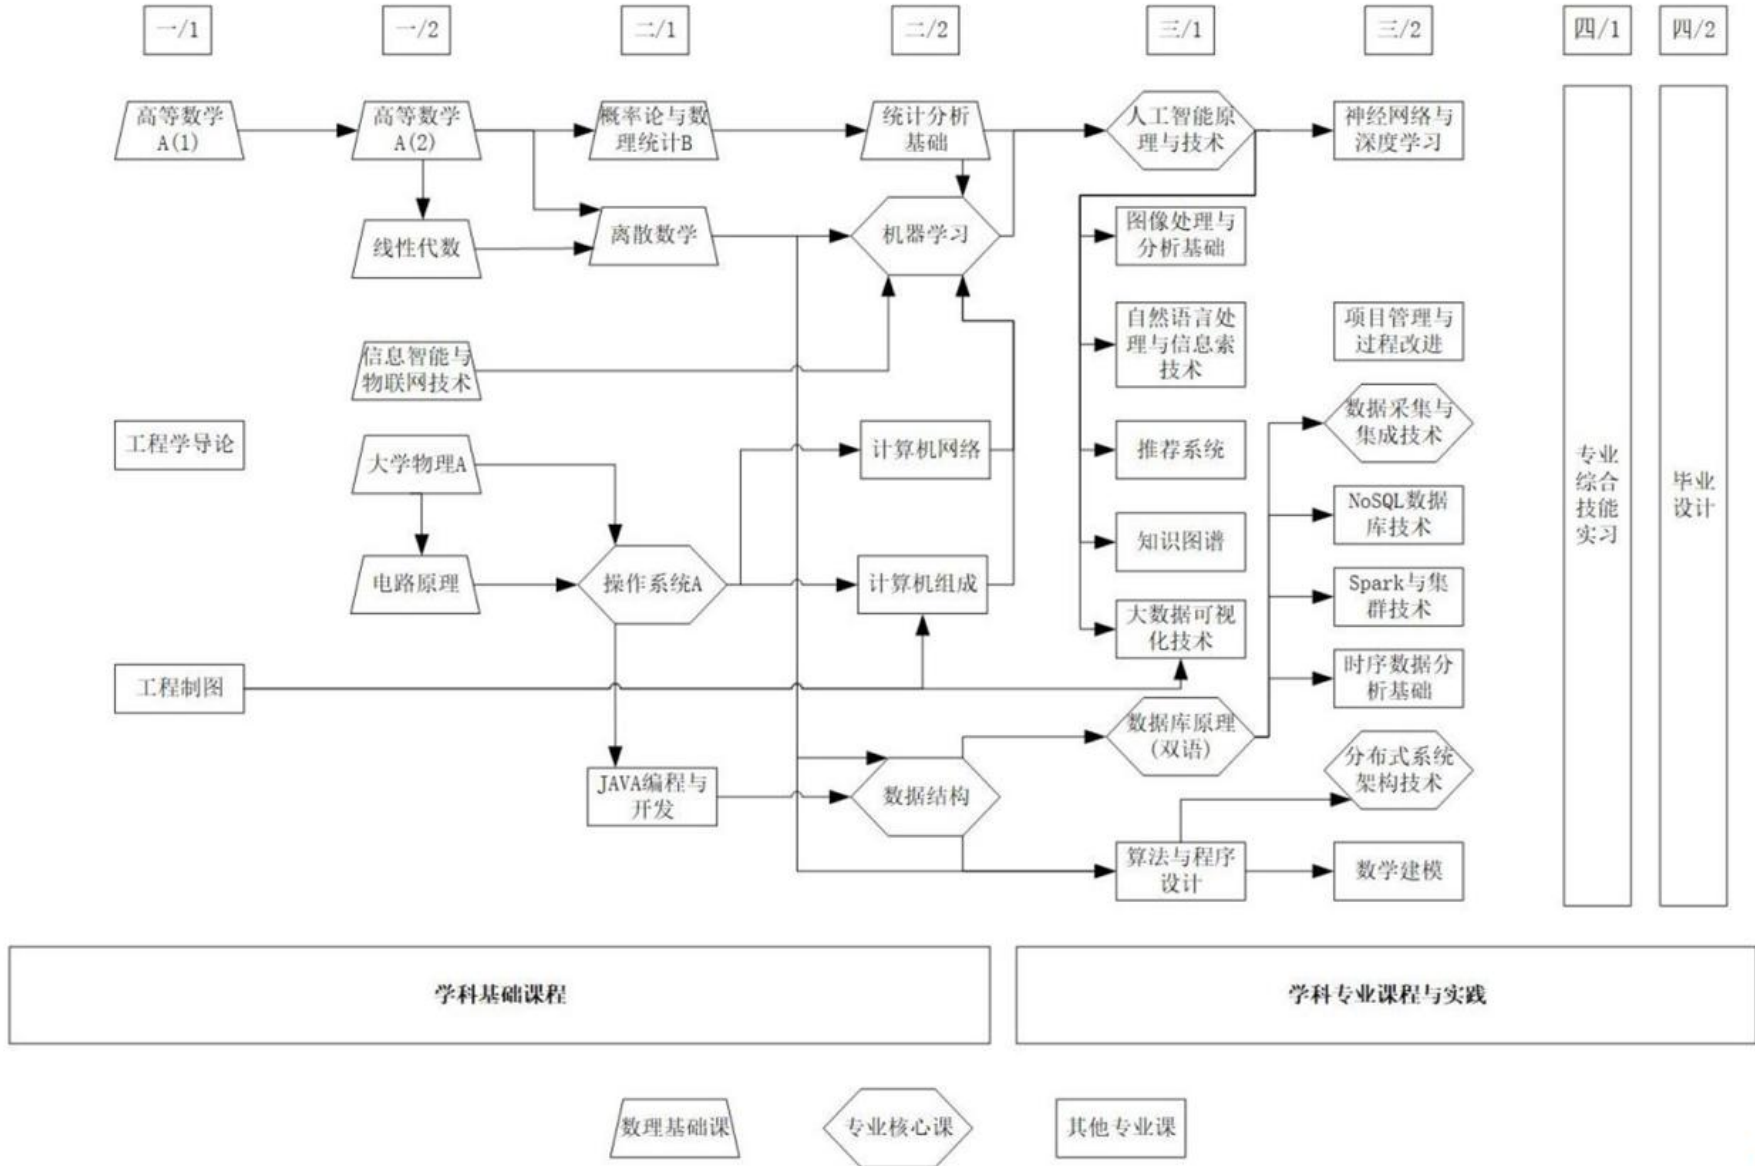 一/1
一/2
二/1
二/2
三/1
三/2
四/1
四/2
高等数学
A(1)
高等数学
A(2)
概率论与数
理统计B
统计分析
基础
人工智能原
理与技术
神经网络与
深度学习
线性代数
离散数学
机器学习
图像处理与
分析基础
信息智能与
物联网技术
自然语言处
理与信息索
技术
项目管理与
过程改进
工程学导论
大学物理A
计算机网络
推荐系统
数据采集与
集成技术
电路原理
操作系统A
计算机组成
知识图谱
NoSQL数据
库技术
Spark与集
群技术
工程制图
大数据可视
化技术
时序数据分
析基础
JAVA编程与
开发
数据结构
数据库原理
(双语)
分布式系统
架构技术
算法与程序
设计
数学建模
专业
综合
技能
实习
毕业
设计
学科基础课程
学科专业课程与实践
数理基础课
专业核心课
其他专业课